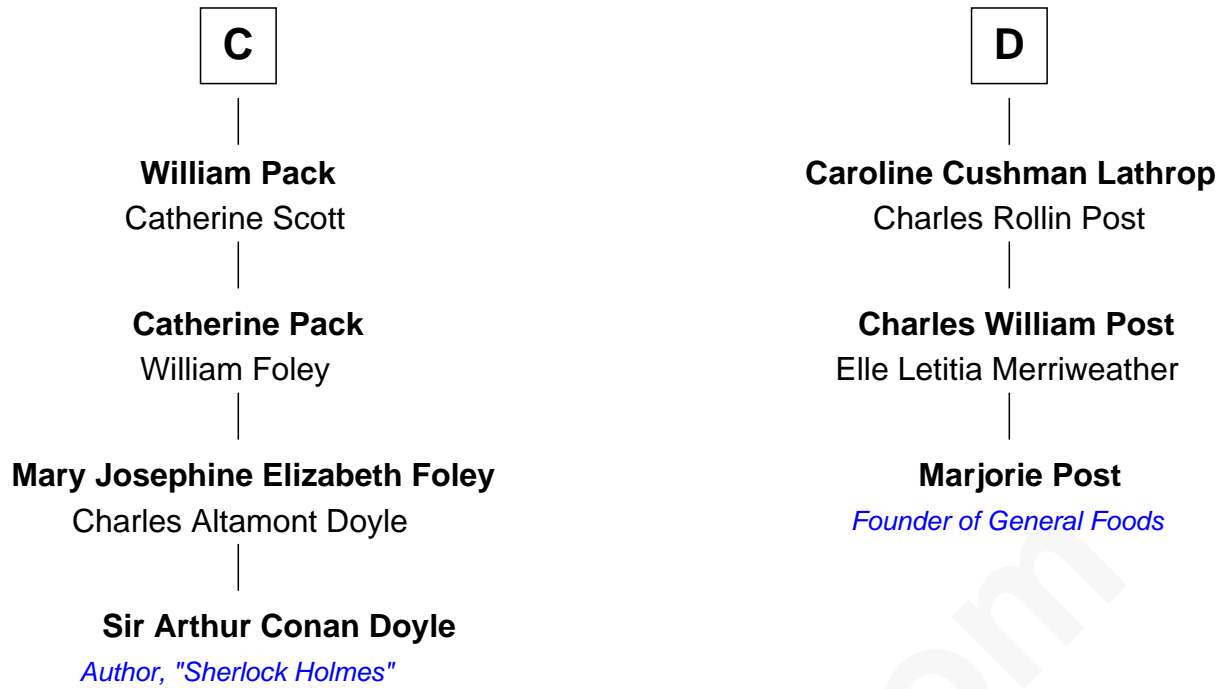 C
William Pack
Catherine Scott
Catherine Pack
William Foley
Mary Josephine Elizabeth Foley
Charles Altamont Doyle
Sir Arthur Conan Doyle
Author, "Sherlock Holmes"
D
Caroline Cushman Lathrop
Charles Rollin Post
Charles William Post
Elle Letitia Merriweather
Marjorie Post
Founder of General Foods
om